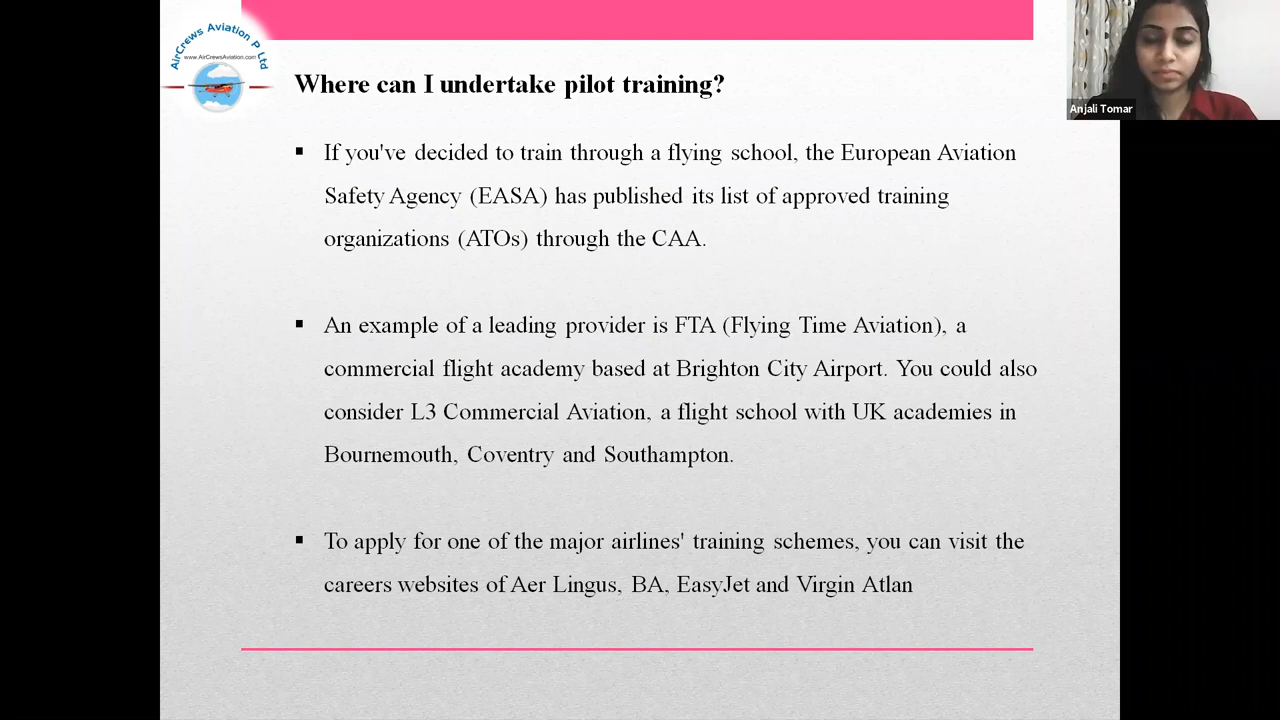 AirCrews Aviation P Ltd
www.AirCrewsAviation.com
Where can I undertake pilot training?
Anjali Tomar
▪ If you've decided to train through a flying school, the European Aviation
Safety Agency (EASA) has published its list of approved training
organizations (ATOs) through the CAA.
▪ An example of a leading provider is FTA (Flying Time Aviation), a
commercial flight academy based at Brighton City Airport. You could also
consider L3 Commercial Aviation, a flight school with UK academies in
Bournemouth, Coventry and Southampton.
▪ To apply for one of the major airlines' training schemes, you can visit the
careers websites of Aer Lingus, BA, EasyJet and Virgin Atlan